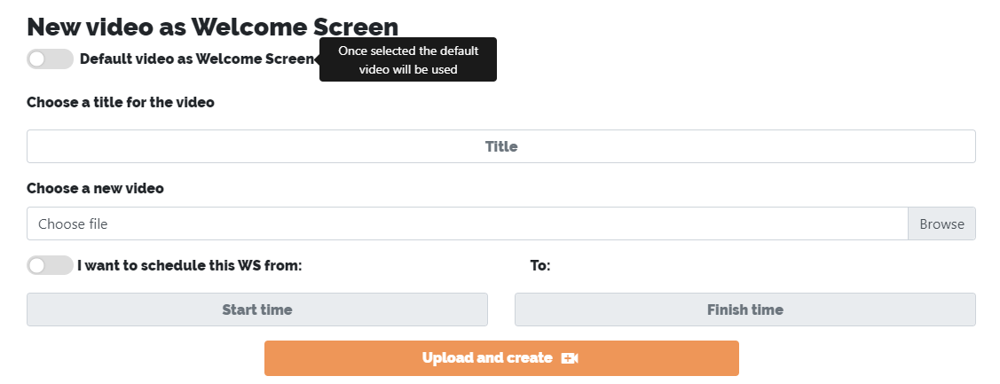 New video as Welcome Screen
Default video as Welcome Screen
Once selected the default
video will be used
Choose a title for the video
Title
Choose a new video
Choose file
Browse
I want to schedule this WS from:
To:
Start time
Finish time
Upload and create